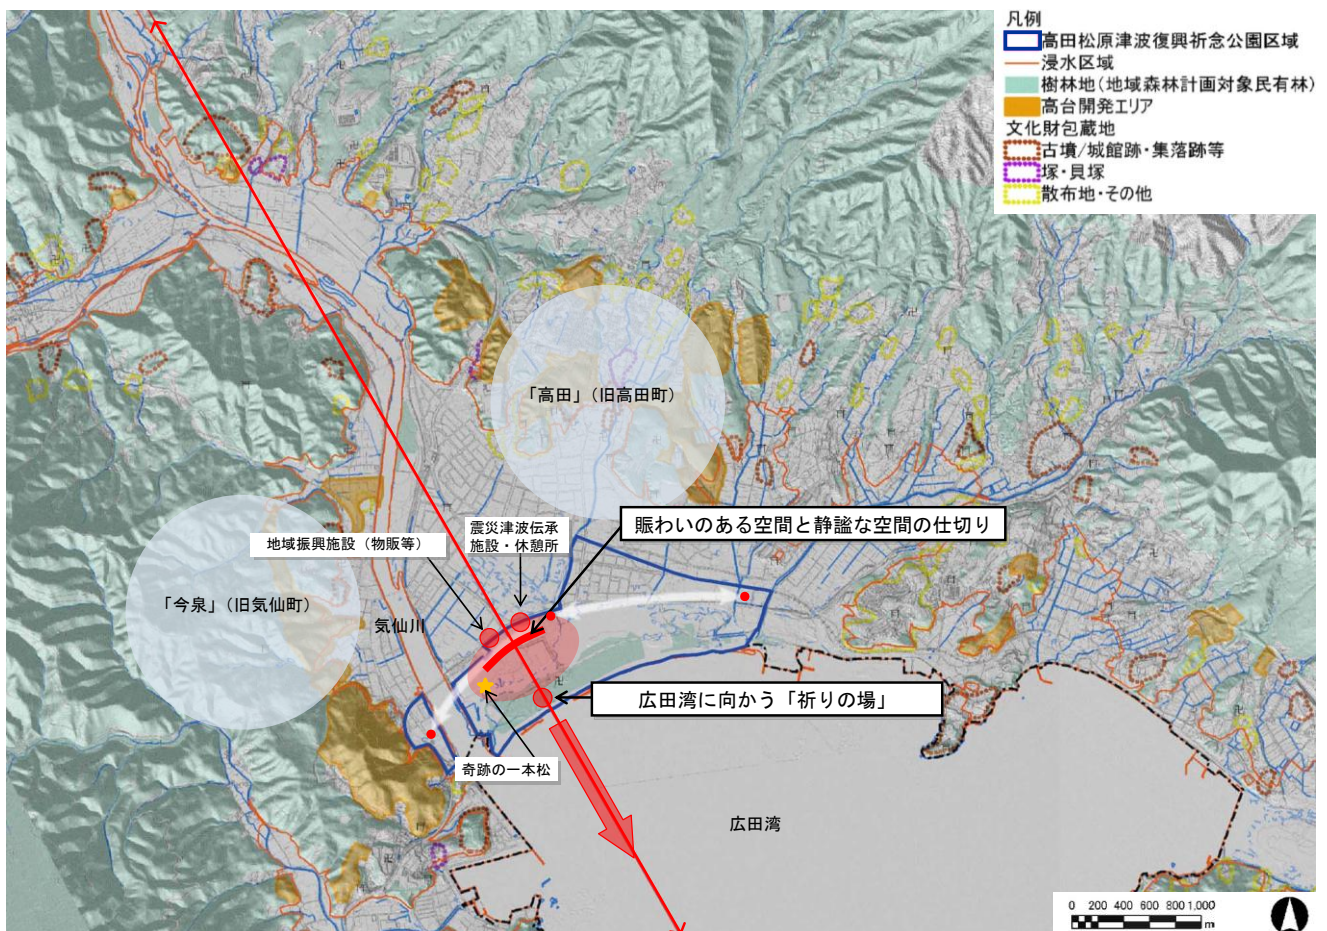 凡例
高田松原津波復興祈念公園区域
浸水区域
樹林地(地域森林計画対象民有林)
高台開発エリア
文化財包蔵地
古墳/城館跡・集落跡等
塚・貝塚
散布地・その他
「高田」（旧高田町）
賑わいのある空間と静謐な空間の仕切り
震災津波伝承
施設・休憩所
地域振興施設（物販等）
「今泉」（旧気仙町）
気仙川
広田湾に向かう「祈りの場」
奇跡の一本松
広田湾
0 200 400 600 800 1,000
m